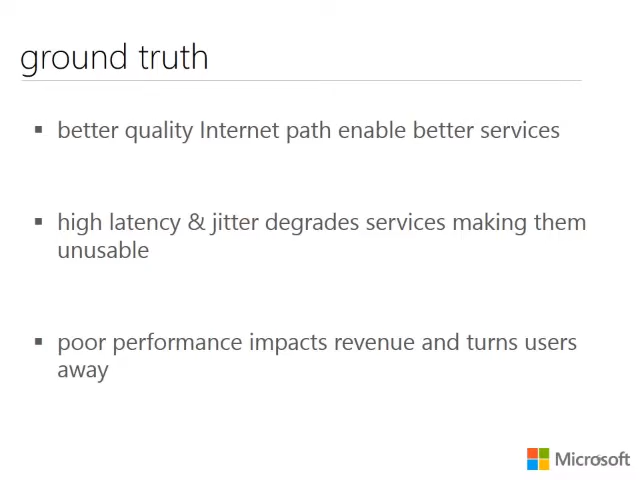 ground truth
▪ better quality Internet path enable better services
▪ high latency & jitter degrades services making them
unusable
▪ poor performance impacts revenue and turns users
away
Microsoft